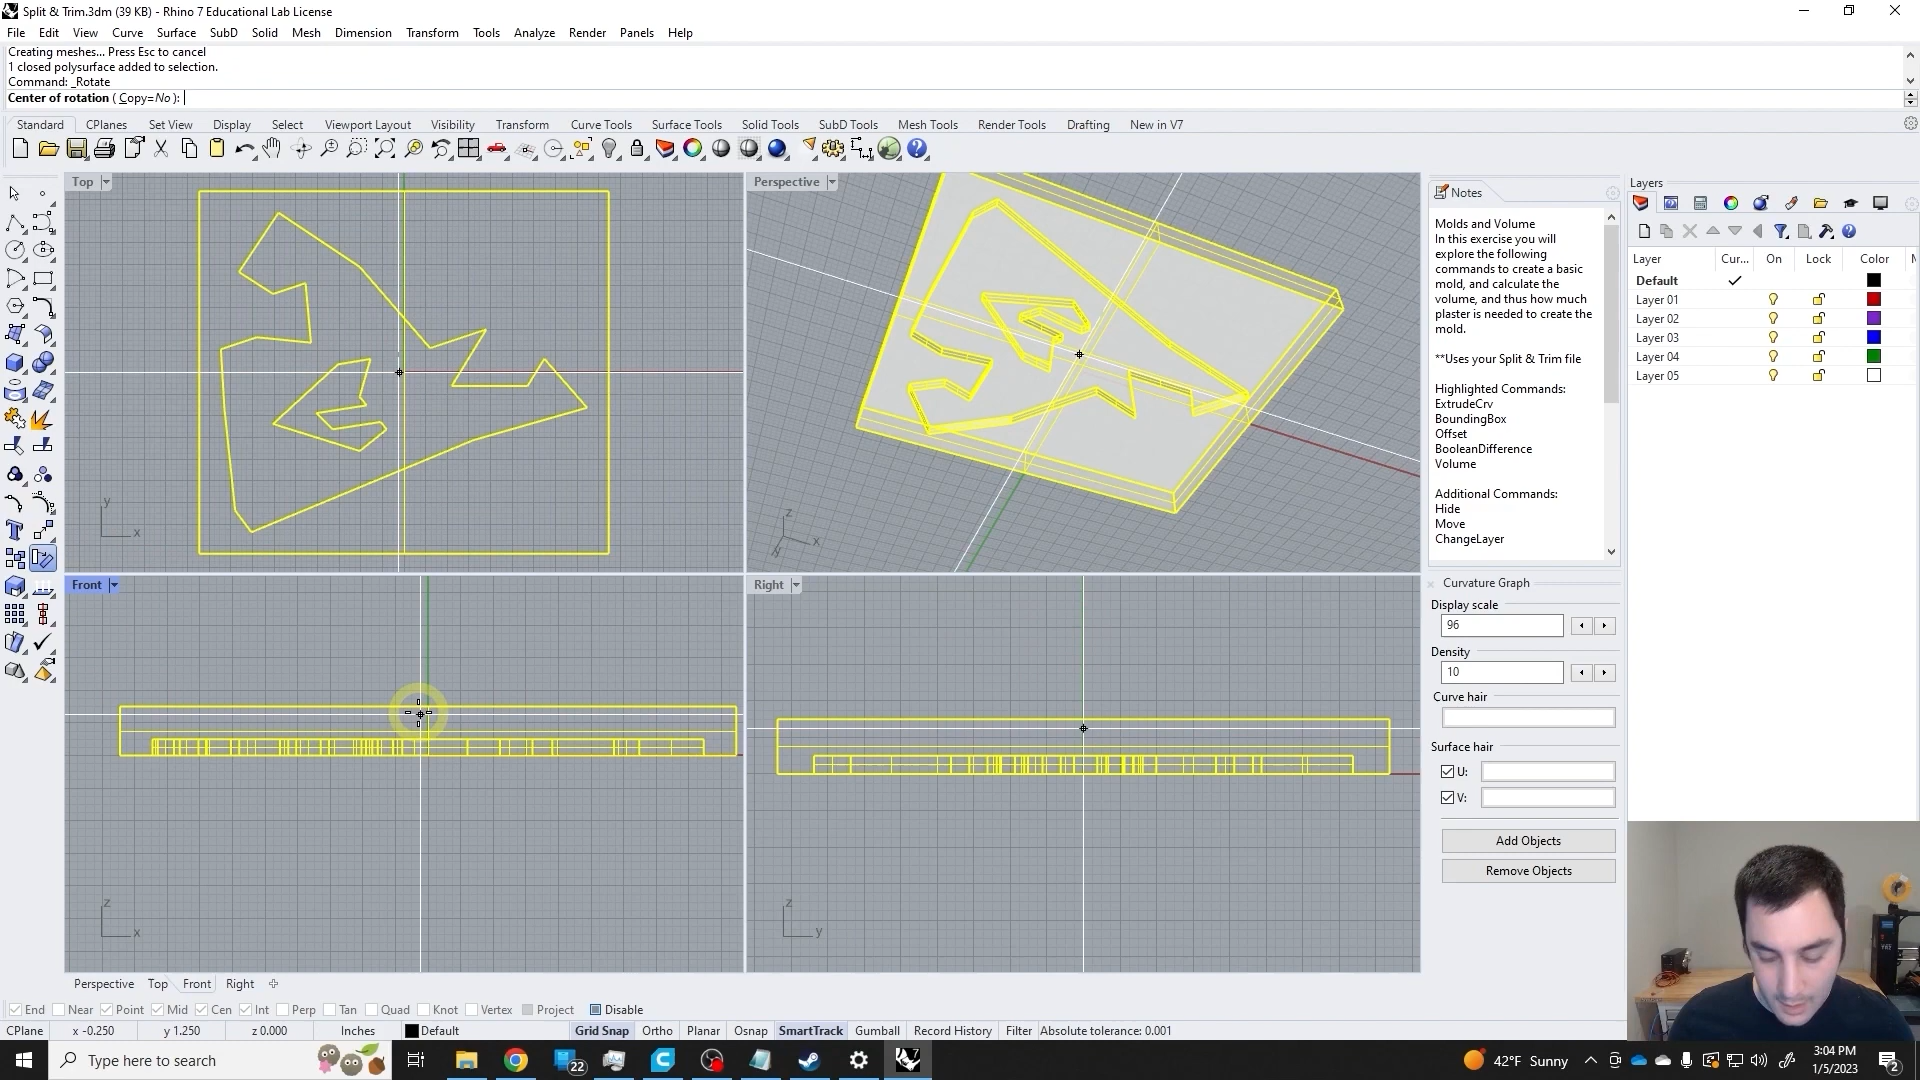 Split & Trim.3dm (39 KB) - Rhino 7 Educational Lab License
File Edit View Curve Surface SubD Solid Mesh Dimension Transform Tools Analyze Render Panels Help
Creating meshes... Press Esc to cancel
1 closed polysurface added to selection.
Command: _Rotate
Center of rotation ( Copy=No ):
Standard CPlanes Set View Display Select Viewport Layout Visibility Transform Curve Tools Surface Tools Solid Tools SubD Tools Mesh Tools Render Tools Drafting New in V7
Top
y
x
Perspective
z
x
y
Front
z
x
Right
z
y
Notes
Molds and Volume
In this exercise you will
explore the following
commands to create a basic
mold, and calculate the
volume, and thus how much
plaster is needed to create the
mold.
**Uses your Split & Trim file
Highlighted Commands:
ExtrudeCrv
BoundingBox
Offset
BooleanDifference
Volume
Additional Commands:
Hide
Move
ChangeLayer
Curvature Graph
Display scale
96
Density
10
Curve hair
Surface hair
U:
V:
Add Objects
Remove Objects
Layers
Layer Cur... On Lock Color
Default
Layer 01
Layer 02
Layer 03
Layer 04
Layer 05
Perspective Top Front Right
End Near Point Mid Cen Int Perp Tan Quad Knot Vertex Project Disable
CPlane x -0.250 y 1.250 z 0.000 Inches Default Grid Snap Ortho Planar Osnap SmartTrack Gumball Record History Filter Absolute tolerance: 0.001
Type here to search
22
42°F Sunny
3:04 PM
1/5/2023
2